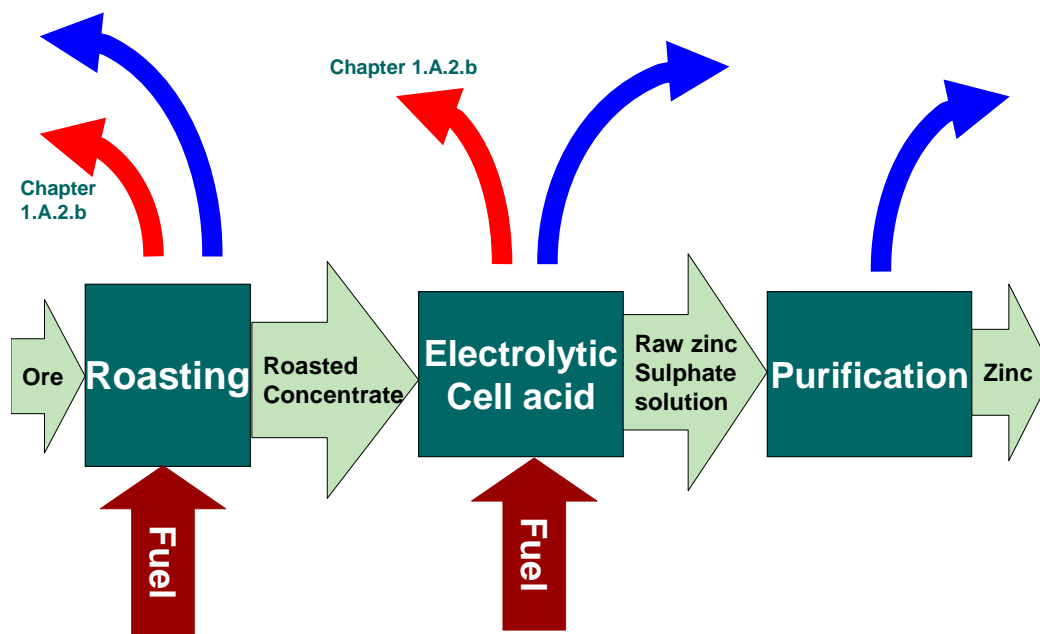 Chapter 1.A.2.b
Chapter
1.A.2.b
Ore
Roasting
Roasted
Concentrate
Electrolytic
Cell acid
Raw zinc
Sulphate
solution
Purification
Zinc
Fuel
Fuel